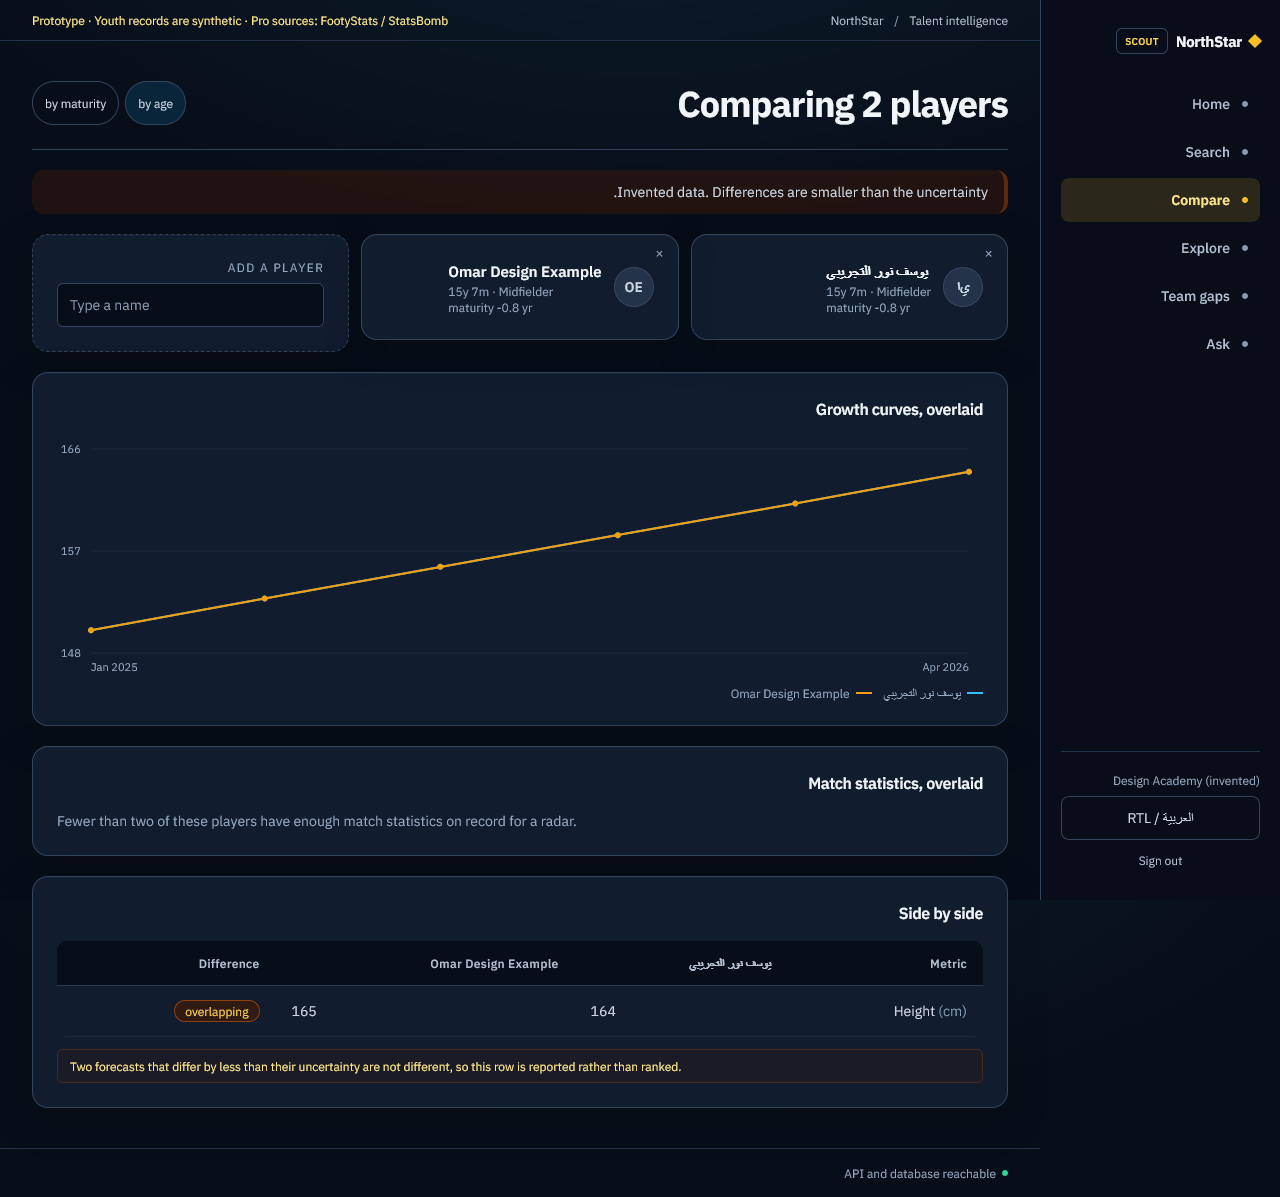 Prototype · Youth records are synthetic · Pro sources: FootyStats / StatsBomb
NorthStar / Talent intelligence
SCOUT NorthStar
Home
Search
Compare
Explore
Team gaps
Ask
Design Academy (invented)
RTL / العربية
Sign out
Comparing 2 players
by maturity
by age
.Invented data. Differences are smaller than the uncertainty
×
يا
يوسف نور التجريبي
15y 7m · Midfielder
maturity -0.8 yr
×
OE
Omar Design Example
15y 7m · Midfielder
maturity -0.8 yr
ADD A PLAYER
Type a name
Growth curves, overlaid
166
157
148
Jan 2025
Apr 2026
يوسف نور التجريبي
Omar Design Example
Match statistics, overlaid
Fewer than two of these players have enough match statistics on record for a radar.
Side by side
Metric يوسف نور التجريبي Omar Design Example Difference
Height (cm) 164 165 overlapping
Two forecasts that differ by less than their uncertainty are not different, so this row is reported rather than ranked.
API and database reachable